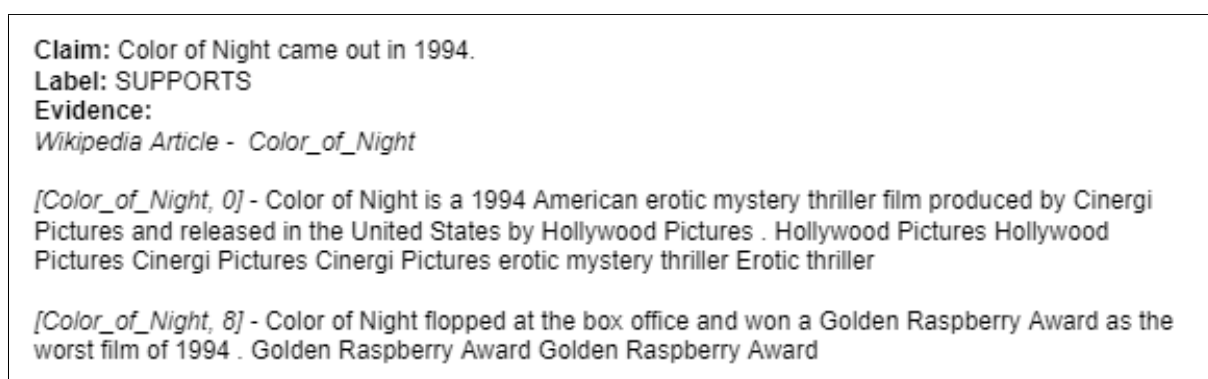 Claim: Color of Night came out in 1994.
Label: SUPPORTS
Evidence:
Wikipedia Article - Color_of_Night
[Color_of_Night, 0] - Color of Night is a 1994 American erotic mystery thriller film produced by Cinergi
Pictures and released in the United States by Hollywood Pictures . Hollywood Pictures Hollywood
Pictures Cinergi Pictures Cinergi Pictures erotic mystery thriller Erotic thriller
[Color_of_Night, 8] - Color of Night flopped at the box office and won a Golden Raspberry Award as the
worst film of 1994 . Golden Raspberry Award Golden Raspberry Award